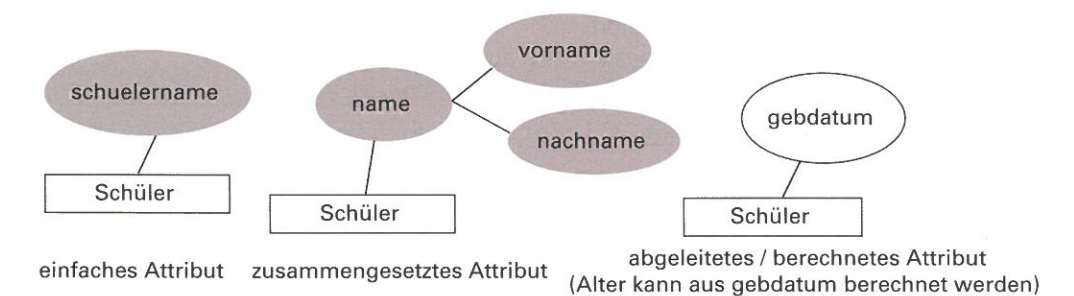 schuelername
Schüler
einfaches Attribut
name
vorname
nachname
Schüler
zusammengesetztes Attribut
gebdatum
Schüler
abgeleitetes / berechnetes Attribut
(Alter kann aus gebdatum berechnet werden)